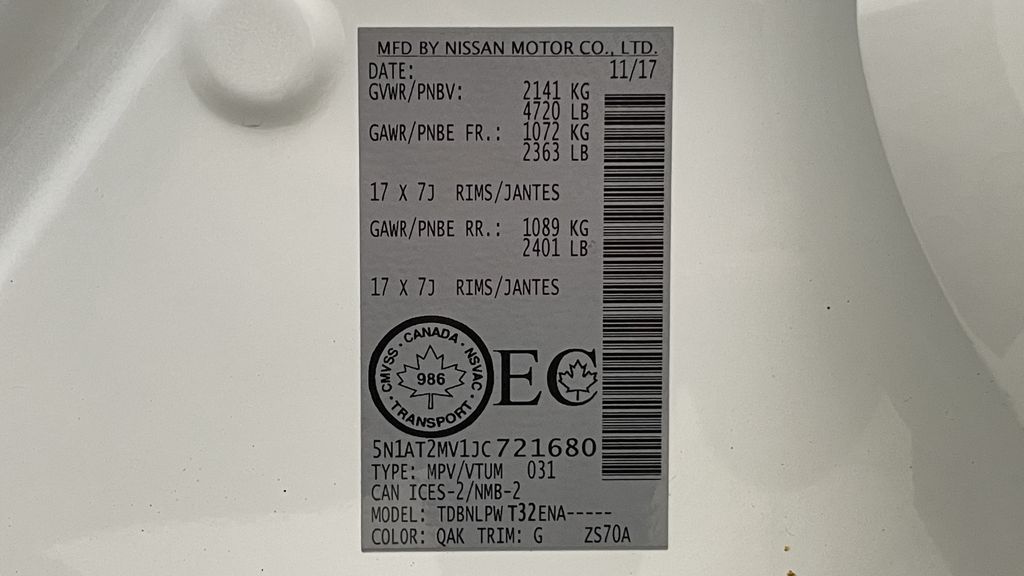 MFD BY NISSAN MOTOR CO., LTD.
DATE: 11/17
GVWR/PNBV: 2141 KG
4720 LB
GAWR/PNBE FR.: 1072 KG
2363 LB
17 X 7J RIMS/JANTES
GAWR/PNBE RR.: 1089 KG
2401 LB
17 X 7J RIMS/JANTES
CANADA · NSVAC · TRANSPORT · CMVSS ·
986
EC
5N1AT2MV1JC721680
TYPE: MPV/VTUM 031
CAN ICES-2/NMB-2
MODEL: TDBNLPW T32ENA-----
COLOR: QAK TRIM: G ZS70A